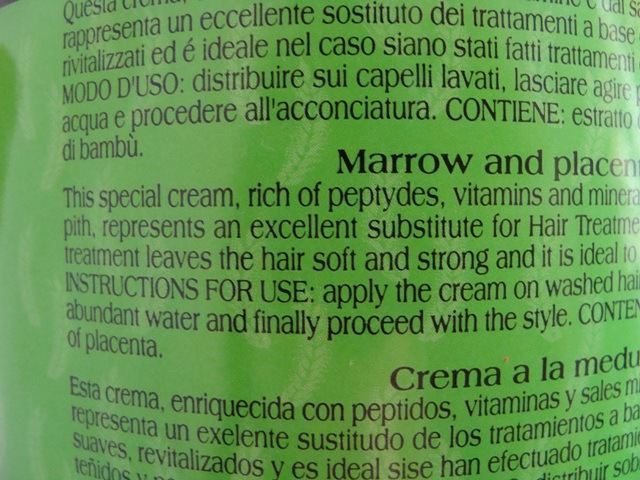 Questa crema,
rappresenta un eccellente sostituto dei trattamenti a base
rivitalizzati ed é ideale nel caso siano stati fatti trattamenti
MODO D'USO: distribuire sui capelli lavati, lasciare agire
acqua e procedere all'acconciatura. CONTIENE: estratto
di bambù.
Marrow and placen
This special cream, rich of peptydes, vitamins and minera
pith, represents an excellent substitute for Hair Treatme
treatment leaves the hair soft and strong and it is ideal to
INSTRUCTIONS FOR USE: apply the cream on washed hair
abundant water and finally proceed with the style. CONTEN
of placenta.
Crema a la medu
Esta crema, enriquecida con peptidos, vitaminas y sales m
representa un exelente sustitudo de los tratamientos a ba
suaves, revitalizados y es ideal sise han efectuado tratamie
teñidos y
distribuir sob